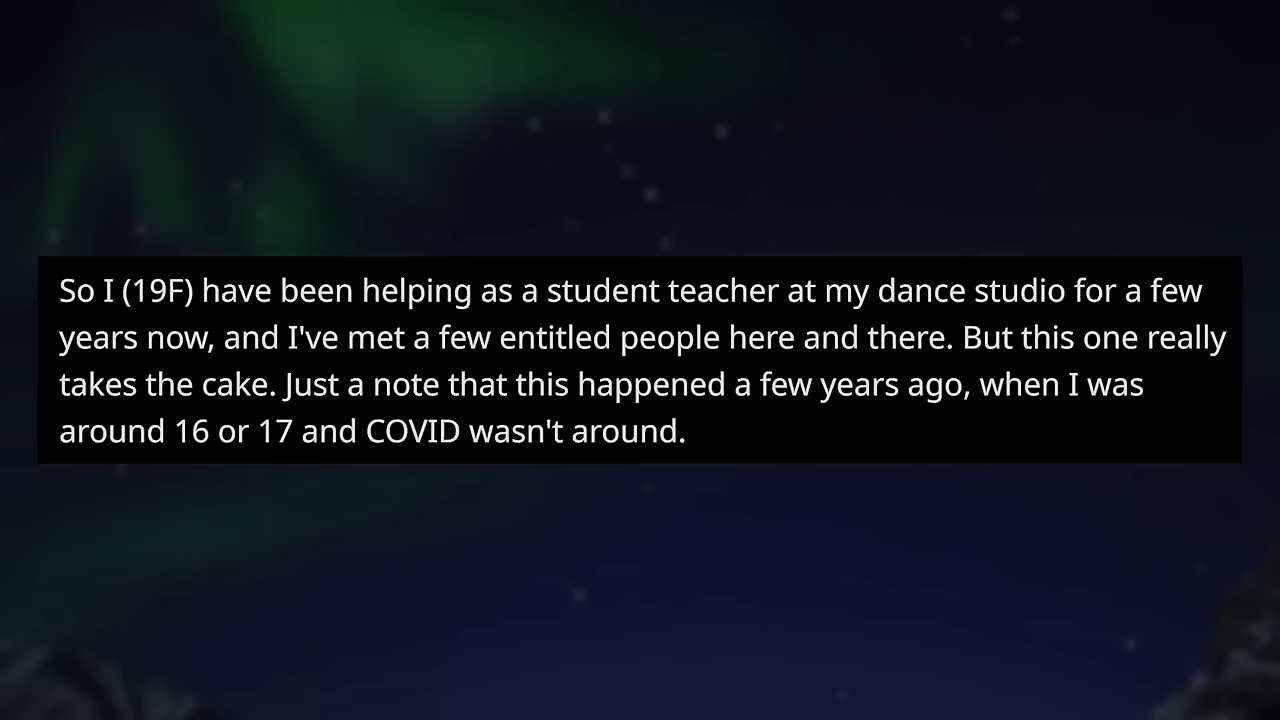 So I (19F) have been helping as a student teacher at my dance studio for a few
years now, and I've met a few entitled people here and there. But this one really
takes the cake. Just a note that this happened a few years ago, when I was
around 16 or 17 and COVID wasn't around.